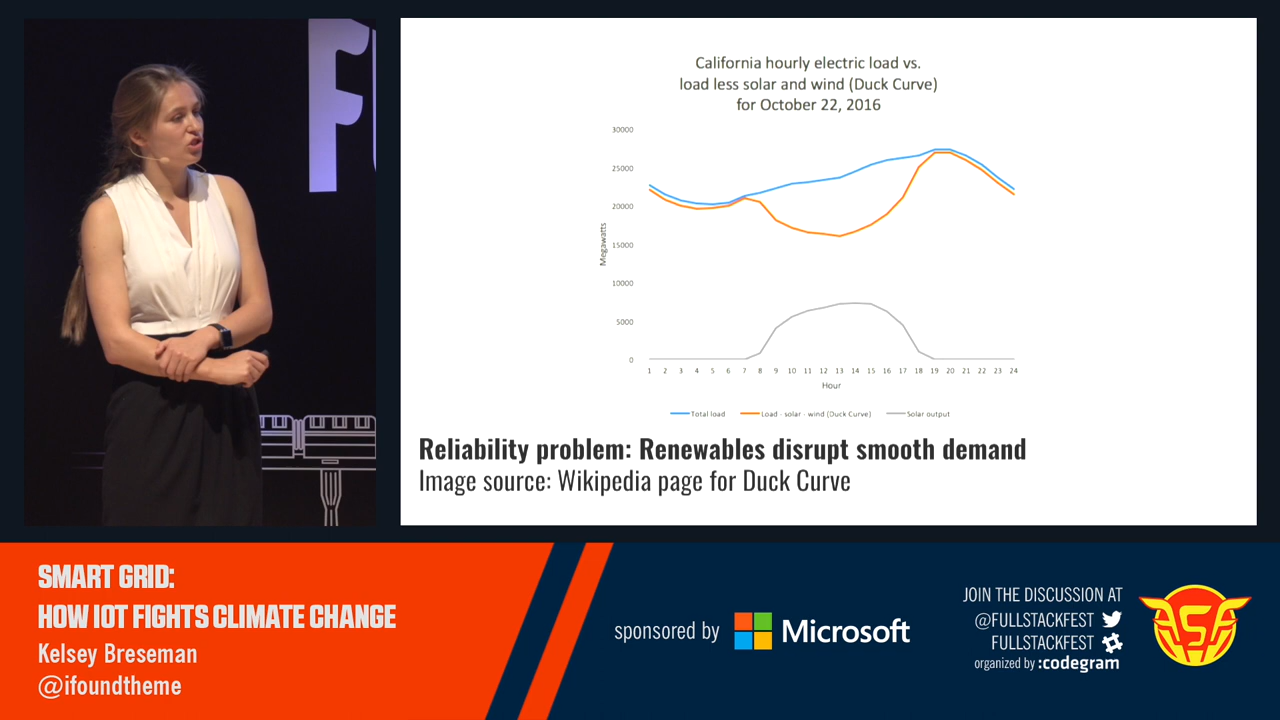 FU
California hourly electric load vs.
load less solar and wind (Duck Curve)
for October 22, 2016
30000
25000
20000
15000
10000
5000
0
Megawatts
1 2 3 4 5 6 7 8 9 10 11 12 13 14 15 16 17 18 19 20 21 22 23 24
Hour
Total load
Load - solar - wind (Duck Curve)
Solar output
Reliability problem: Renewables disrupt smooth demand
Image source: Wikipedia page for Duck Curve
SMART GRID:
HOW IOT FIGHTS CLIMATE CHANGE
Kelsey Breseman
@ifoundtheme
sponsored by
Microsoft
JOIN THE DISCUSSION AT
@FULLSTACKFEST
FULLSTACKFEST
organized by :codegram
FSF